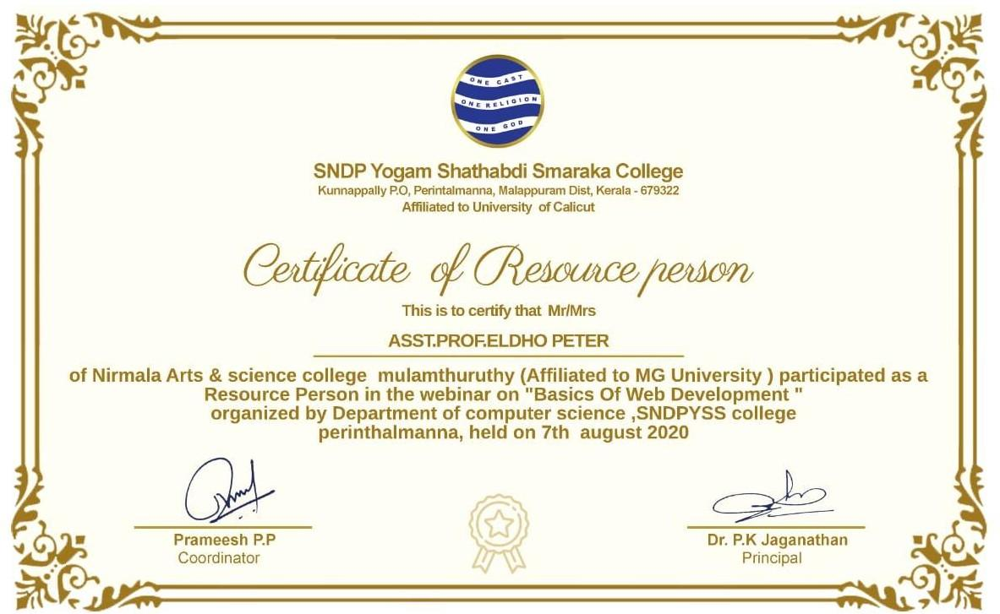 ONE CAST
ONE RELIGION
ONE GOD
SNDP Yogam Shathabdi Smaraka College
Kunnappally P.O, Perintalmanna, Malappuram Dist, Kerala - 679322
Affiliated to University of Calicut
Certificate of Resource person
This is to certify that Mr/Mrs
ASST.PROF.ELDHO PETER
of Nirmala Arts & science college mulamthuruthy (Affiliated to MG University ) participated as a
Resource Person in the webinar on "Basics Of Web Development "
organized by Department of computer science ,SNDPYSS college
perinthalmanna, held on 7th august 2020
Prameesh P.P
Coordinator
Dr. P.K Jaganathan
Principal